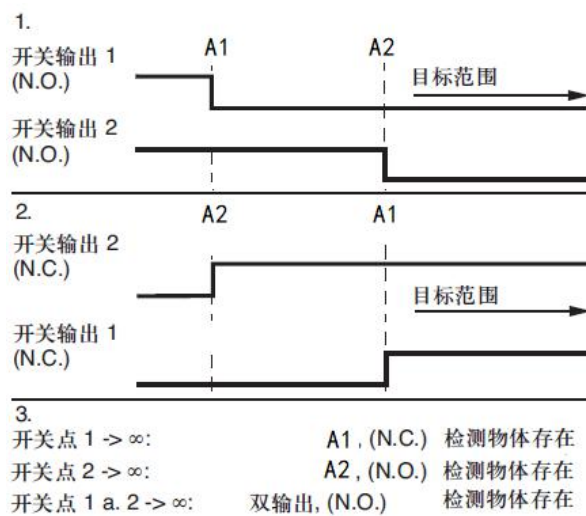 1.
A1 A2
开关输出 1
(N.O.)
目标范围
开关输出 2
(N.O.)
2.
A2 A1
开关输出 2
(N.C.)
目标范围
开关输出 1
(N.C.)
3.
开关点 1 -> ∞: A1, (N.C.) 检测物体存在
开关点 2 -> ∞: A2, (N.O.) 检测物体存在
开关点 1 a. 2 -> ∞: 双输出, (N.O.) 检测物体存在